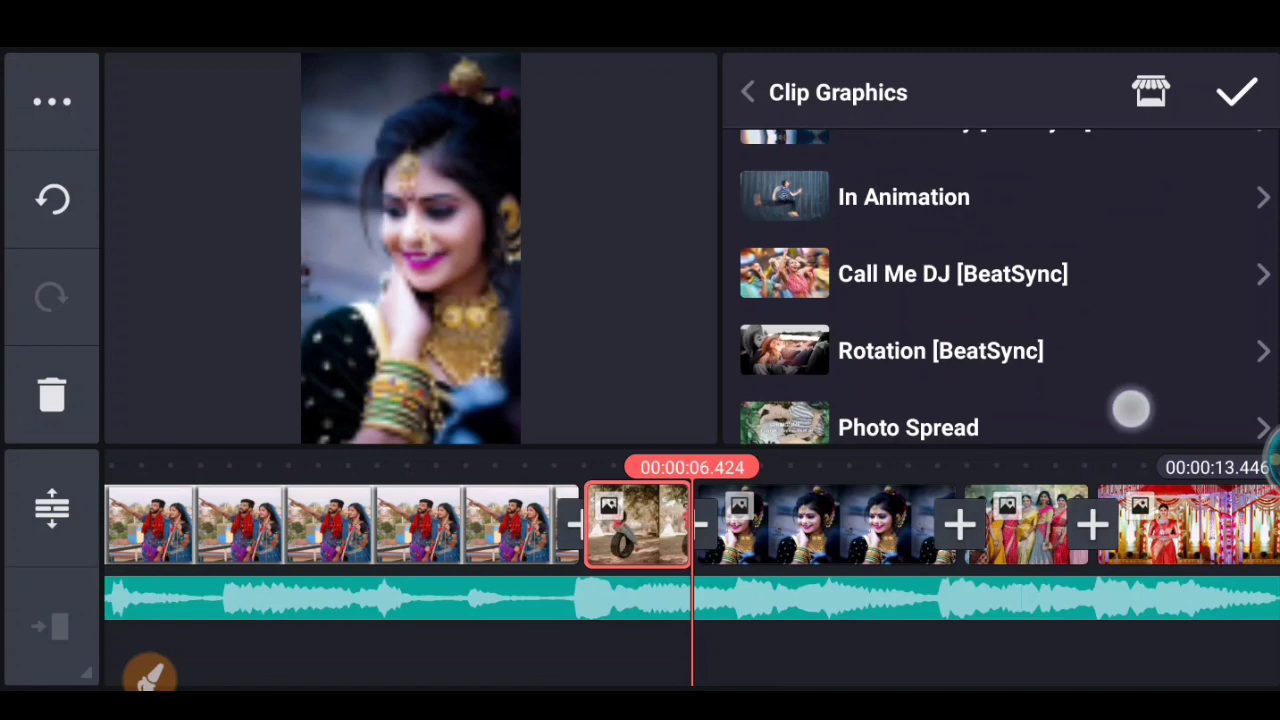 Clip Graphics
In Animation
Call Me DJ [BeatSync]
Rotation [BeatSync]
Photo Spread
00:00:06.424
00:00:13.446